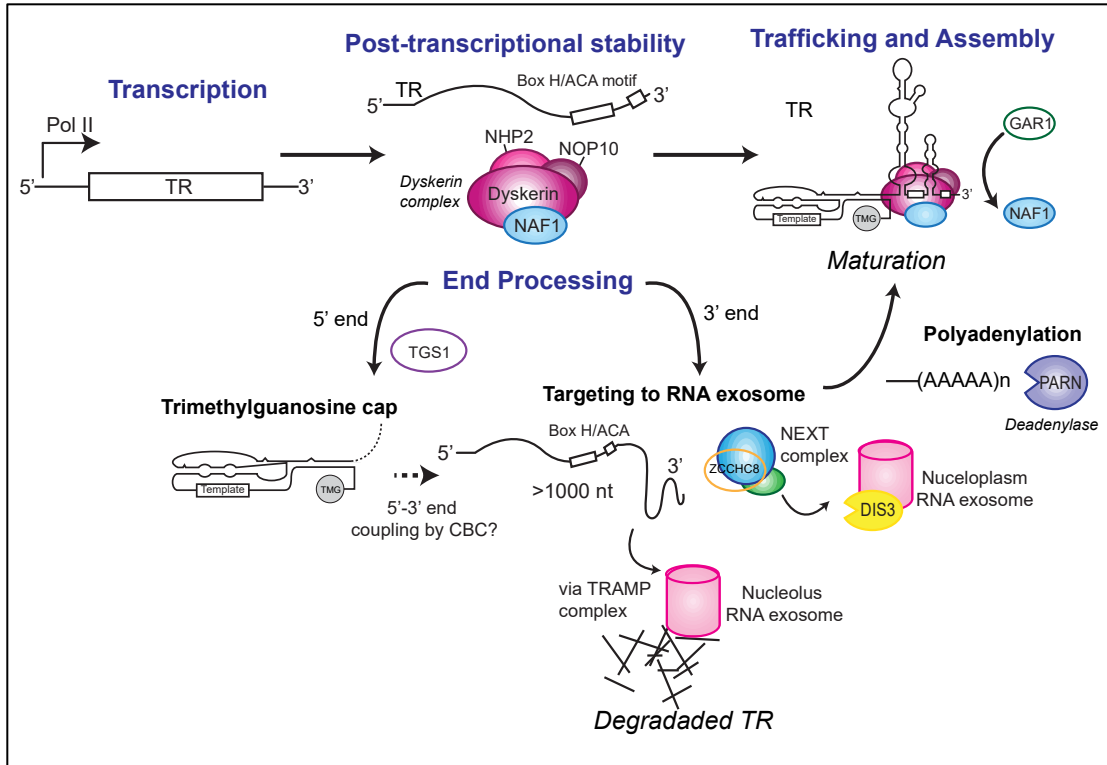 Transcription
Pol II
5’
TR
3’
Post-transcriptional stability
TR
Box H/ACA motif
5’
3’
NHP2
NOP10
Dyskerin
complex
Dyskerin
NAF1
Trafficking and Assembly
TR
GAR1
Template
TMG
3’
NAF1
Maturation
End Processing
5’ end
3’ end
TGS1
Polyadenylation
(AAAAA)n
PARN
Deadenylase
Trimethylguanosine cap
Template
TMG
5’-3’ end
coupling by CBC?
Targeting to RNA exosome
5’
Box H/ACA
3’
>1000 nt
NEXT
complex
ZCCHC8
DIS3
Nuceloplasm
RNA exosome
via TRAMP
complex
Nucleolus
RNA exosome
Degradaded TR